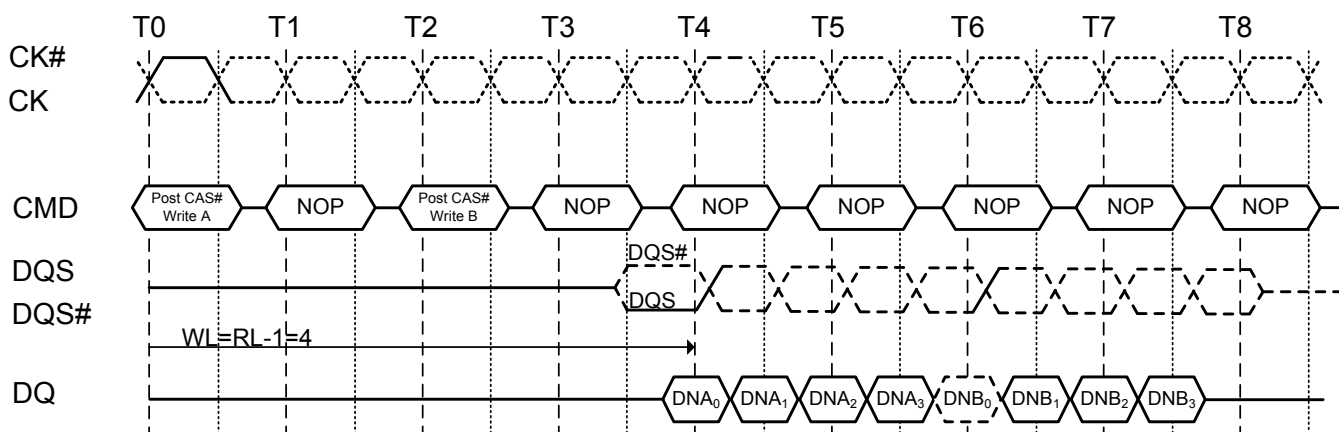 T0 T1 T2 T3 T4 T5 T6 T7 T8
CK#
CK
CMD
Post CAS#
Write A
NOP
Post CAS#
Write B
NOP NOP NOP NOP NOP NOP
DQS
DQS#
DQS#
DQS
WL=RL-1=4
DQ
DNA₀ DNA₁ DNA₂ DNA₃ DNB₀ DNB₁ DNB₂ DNB₃